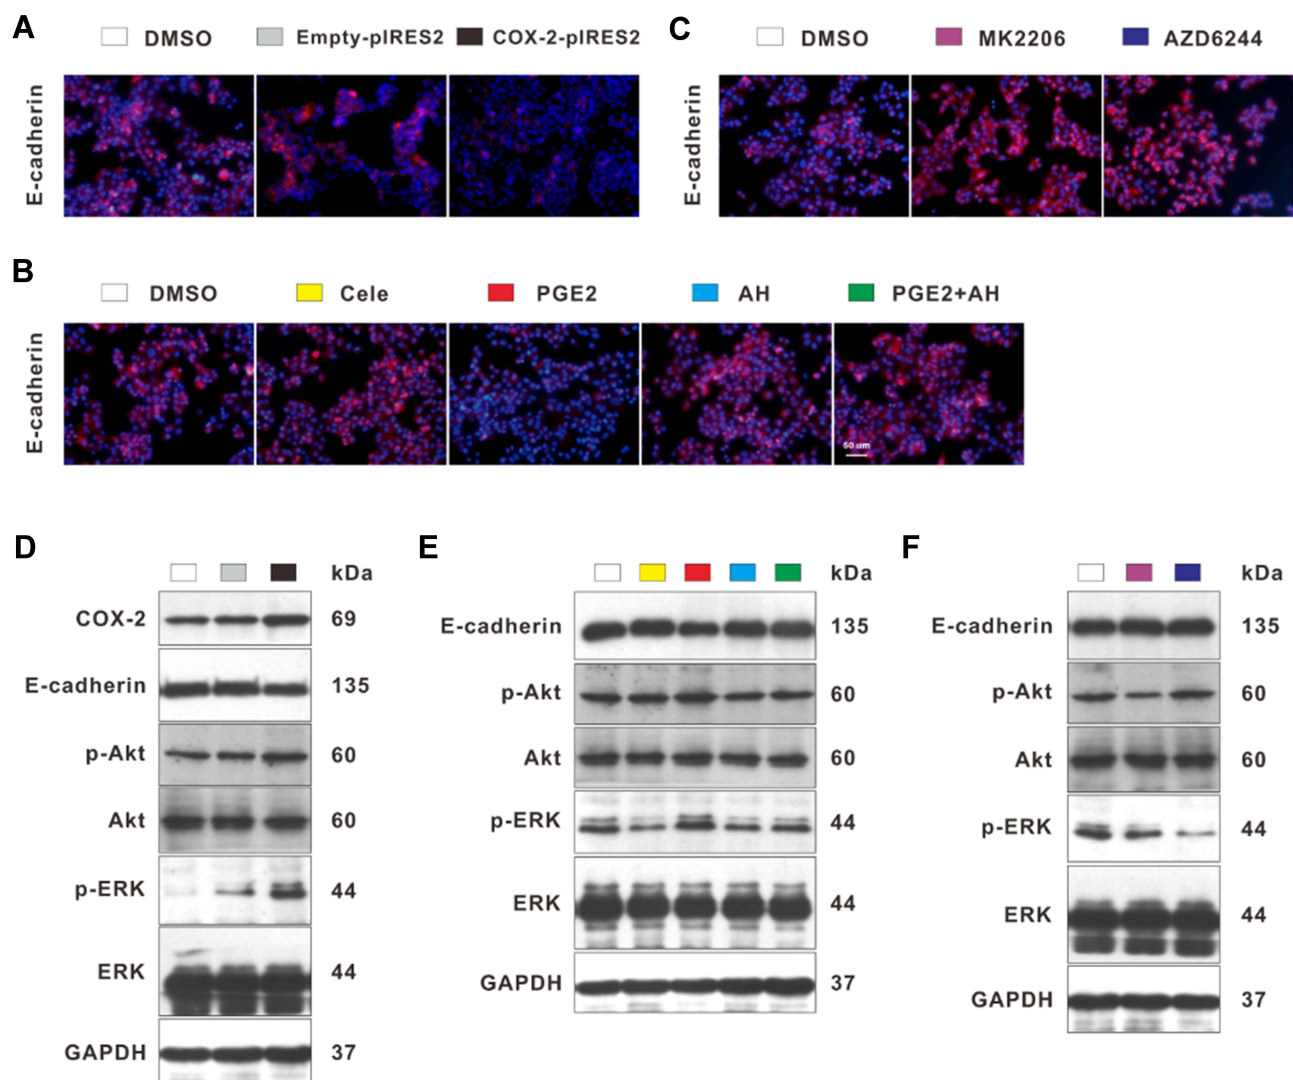 A
DMSO Empty-pIRES2 COX-2-pIRES2
E-cadherin
C
DMSO MK2206 AZD6244
E-cadherin
B
DMSO Cele PGE2 AH PGE2+AH
E-cadherin
50 um
D
kDa
COX-2 69
E-cadherin 135
p-Akt 60
Akt 60
p-ERK 44
ERK 44
GAPDH 37
E
kDa
E-cadherin 135
p-Akt 60
Akt 60
p-ERK 44
ERK 44
GAPDH 37
F
kDa
E-cadherin 135
p-Akt 60
Akt 60
p-ERK 44
ERK 44
GAPDH 37